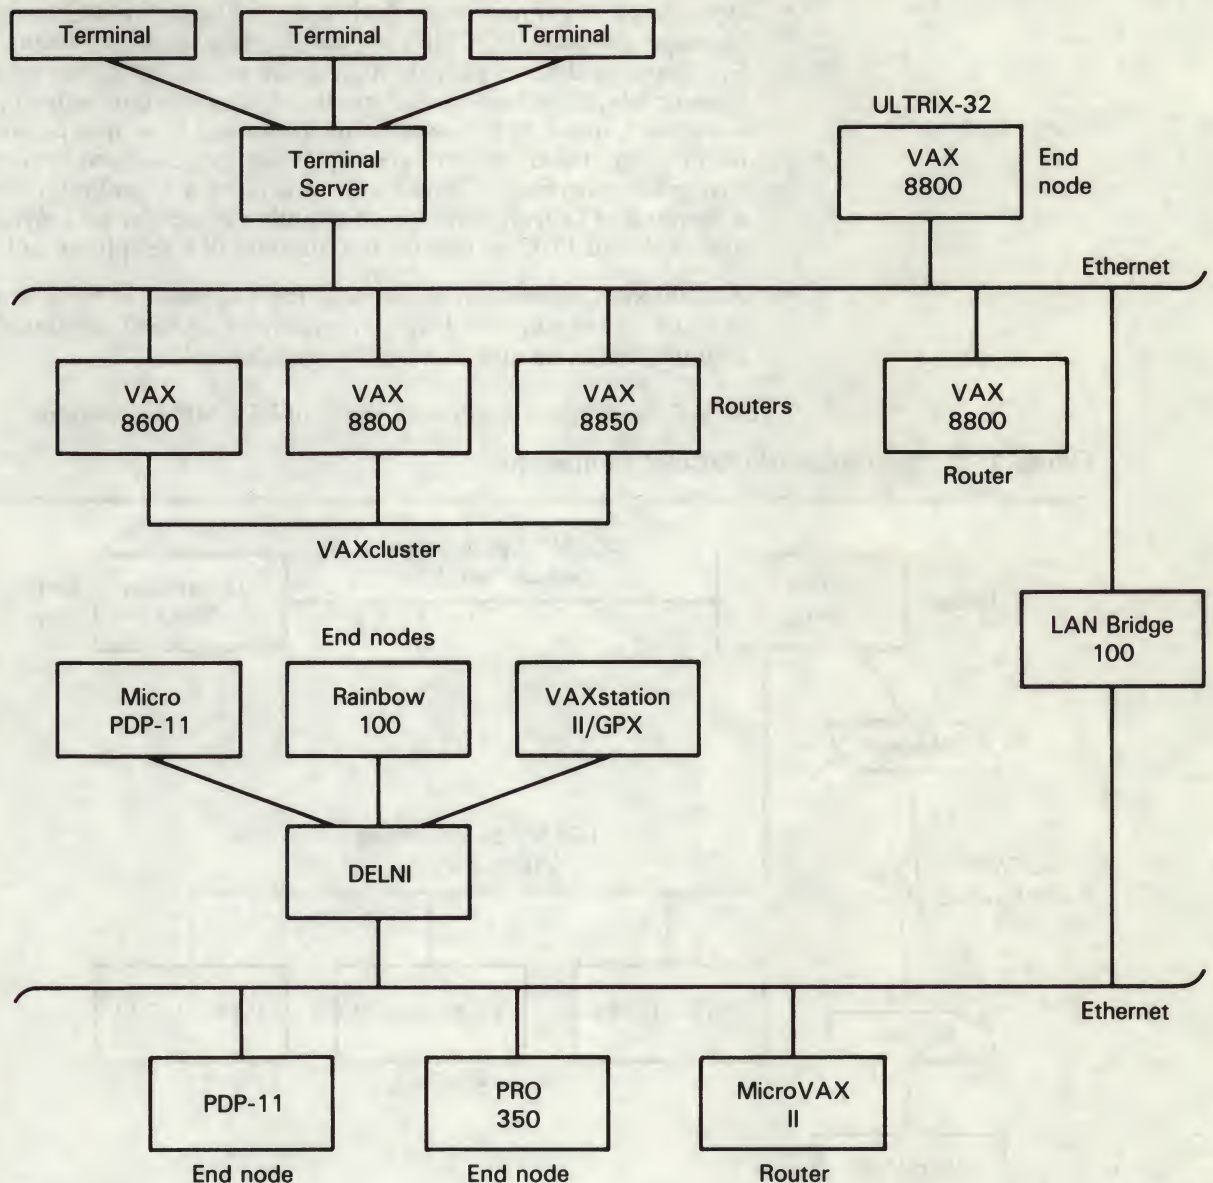 Terminal
Terminal
Terminal
Terminal
Server
ULTRIX-32
VAX
8800
End
node
Ethernet
VAX
8600
VAX
8800
VAX
8850
Routers
VAX
8800
Router
VAXcluster
LAN Bridge
100
End nodes
Micro
PDP-11
Rainbow
100
VAXstation
II/GPX
DELNI
Ethernet
PDP-11
End node
PRO
350
End node
MicroVAX
II
Router